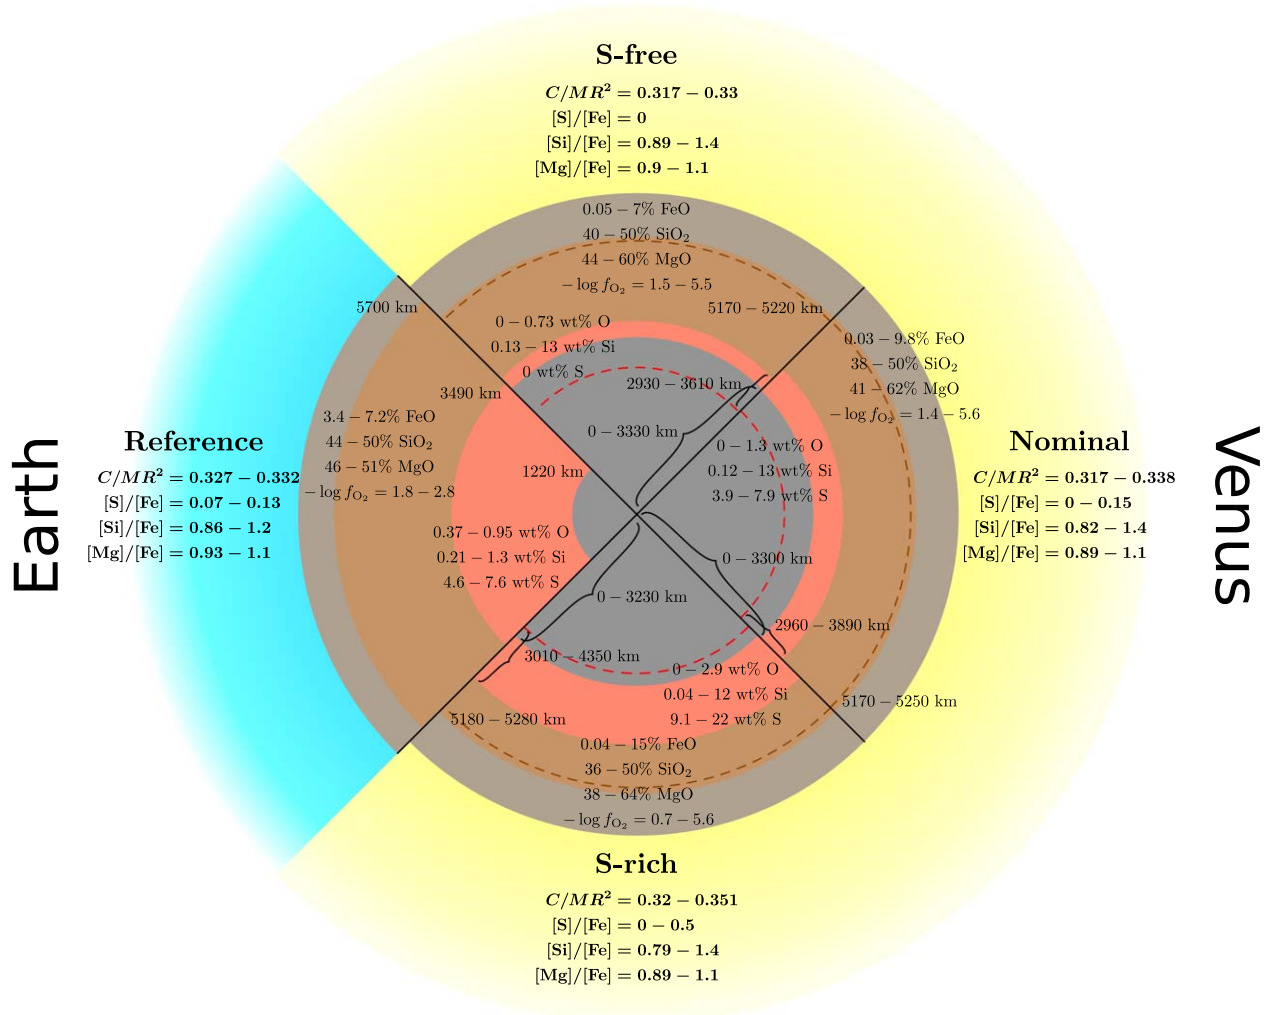 S-free
C/MR² = 0.317 − 0.33
[S]/[Fe] = 0
[Si]/[Fe] = 0.89 − 1.4
[Mg]/[Fe] = 0.9 − 1.1
0.05 − 7% FeO
40 − 50% SiO₂
44 − 60% MgO
− log f_O₂ = 1.5 − 5.5
5170 − 5220 km
0 − 0.73 wt% O
0.13 − 13 wt% Si
0 wt% S
2930 − 3610 km
0 − 3330 km
Earth
Reference
C/MR² = 0.327 − 0.332
[S]/[Fe] = 0.07 − 0.13
[Si]/[Fe] = 0.86 − 1.2
[Mg]/[Fe] = 0.93 − 1.1
5700 km
3490 km
3.4 − 7.2% FeO
44 − 50% SiO₂
46 − 51% MgO
− log f_O₂ = 1.8 − 2.8
1220 km
0.37 − 0.95 wt% O
0.21 − 1.3 wt% Si
4.6 − 7.6 wt% S
Venus
Nominal
C/MR² = 0.317 − 0.338
[S]/[Fe] = 0 − 0.15
[Si]/[Fe] = 0.82 − 1.4
[Mg]/[Fe] = 0.89 − 1.1
0.03 − 9.8% FeO
38 − 50% SiO₂
41 − 62% MgO
− log f_O₂ = 1.4 − 5.6
0 − 1.3 wt% O
0.12 − 13 wt% Si
3.9 − 7.9 wt% S
0 − 3300 km
2960 − 3890 km
5170 − 5250 km
0 − 3230 km
3010 − 4350 km
5180 − 5280 km
0 − 2.9 wt% O
0.04 − 12 wt% Si
9.1 − 22 wt% S
0.04 − 15% FeO
36 − 50% SiO₂
38 − 64% MgO
− log f_O₂ = 0.7 − 5.6
S-rich
C/MR² = 0.32 − 0.351
[S]/[Fe] = 0 − 0.5
[Si]/[Fe] = 0.79 − 1.4
[Mg]/[Fe] = 0.89 − 1.1